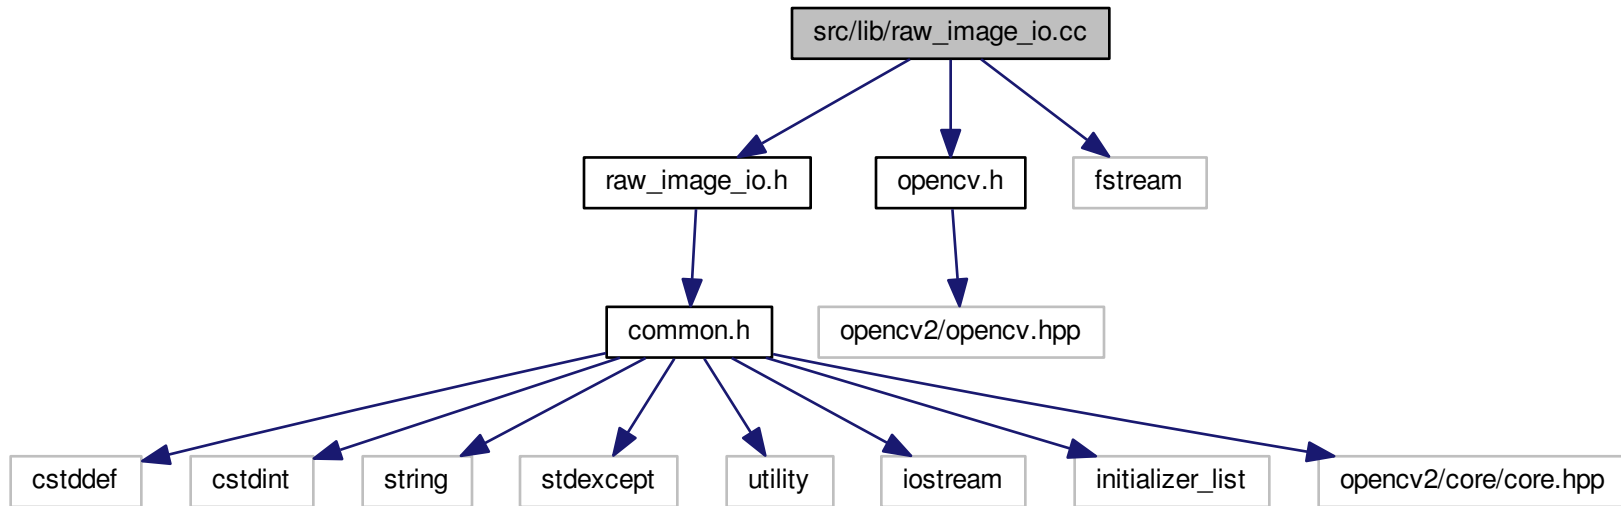 src/lib/raw_image_io.cc
raw_image_io.h
opencv.h
fstream
common.h
opencv2/opencv.hpp
cstddef
cstdint
string
stdexcept
utility
iostream
initializer_list
opencv2/core/core.hpp